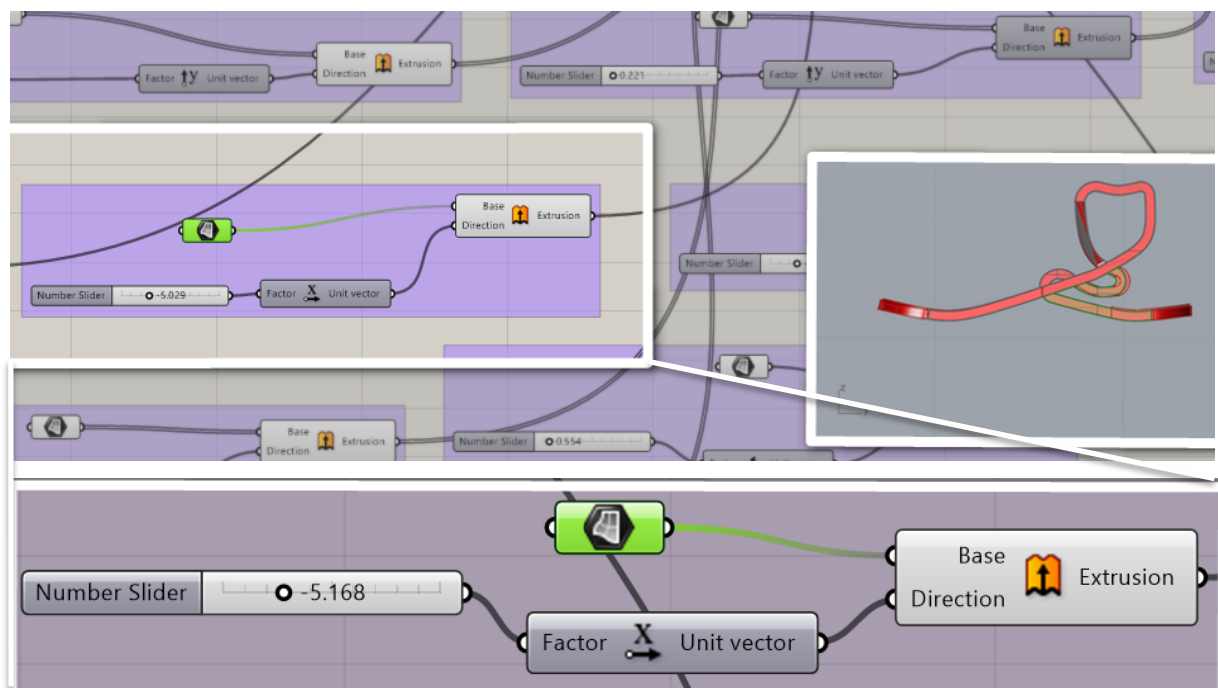 Base
Direction
Extrusion
Factor
Unit vector
Number Slider
0.221
Factor
Unit vector
Base
Direction
Extrusion
Base
Direction
Extrusion
Number Slider
-5.029
Factor
X
Unit vector
Number Slider
z
Base
Direction
Extrusion
Number Slider
0.554
Number Slider
-5.168
Factor
X
Unit vector
Base
Direction
Extrusion